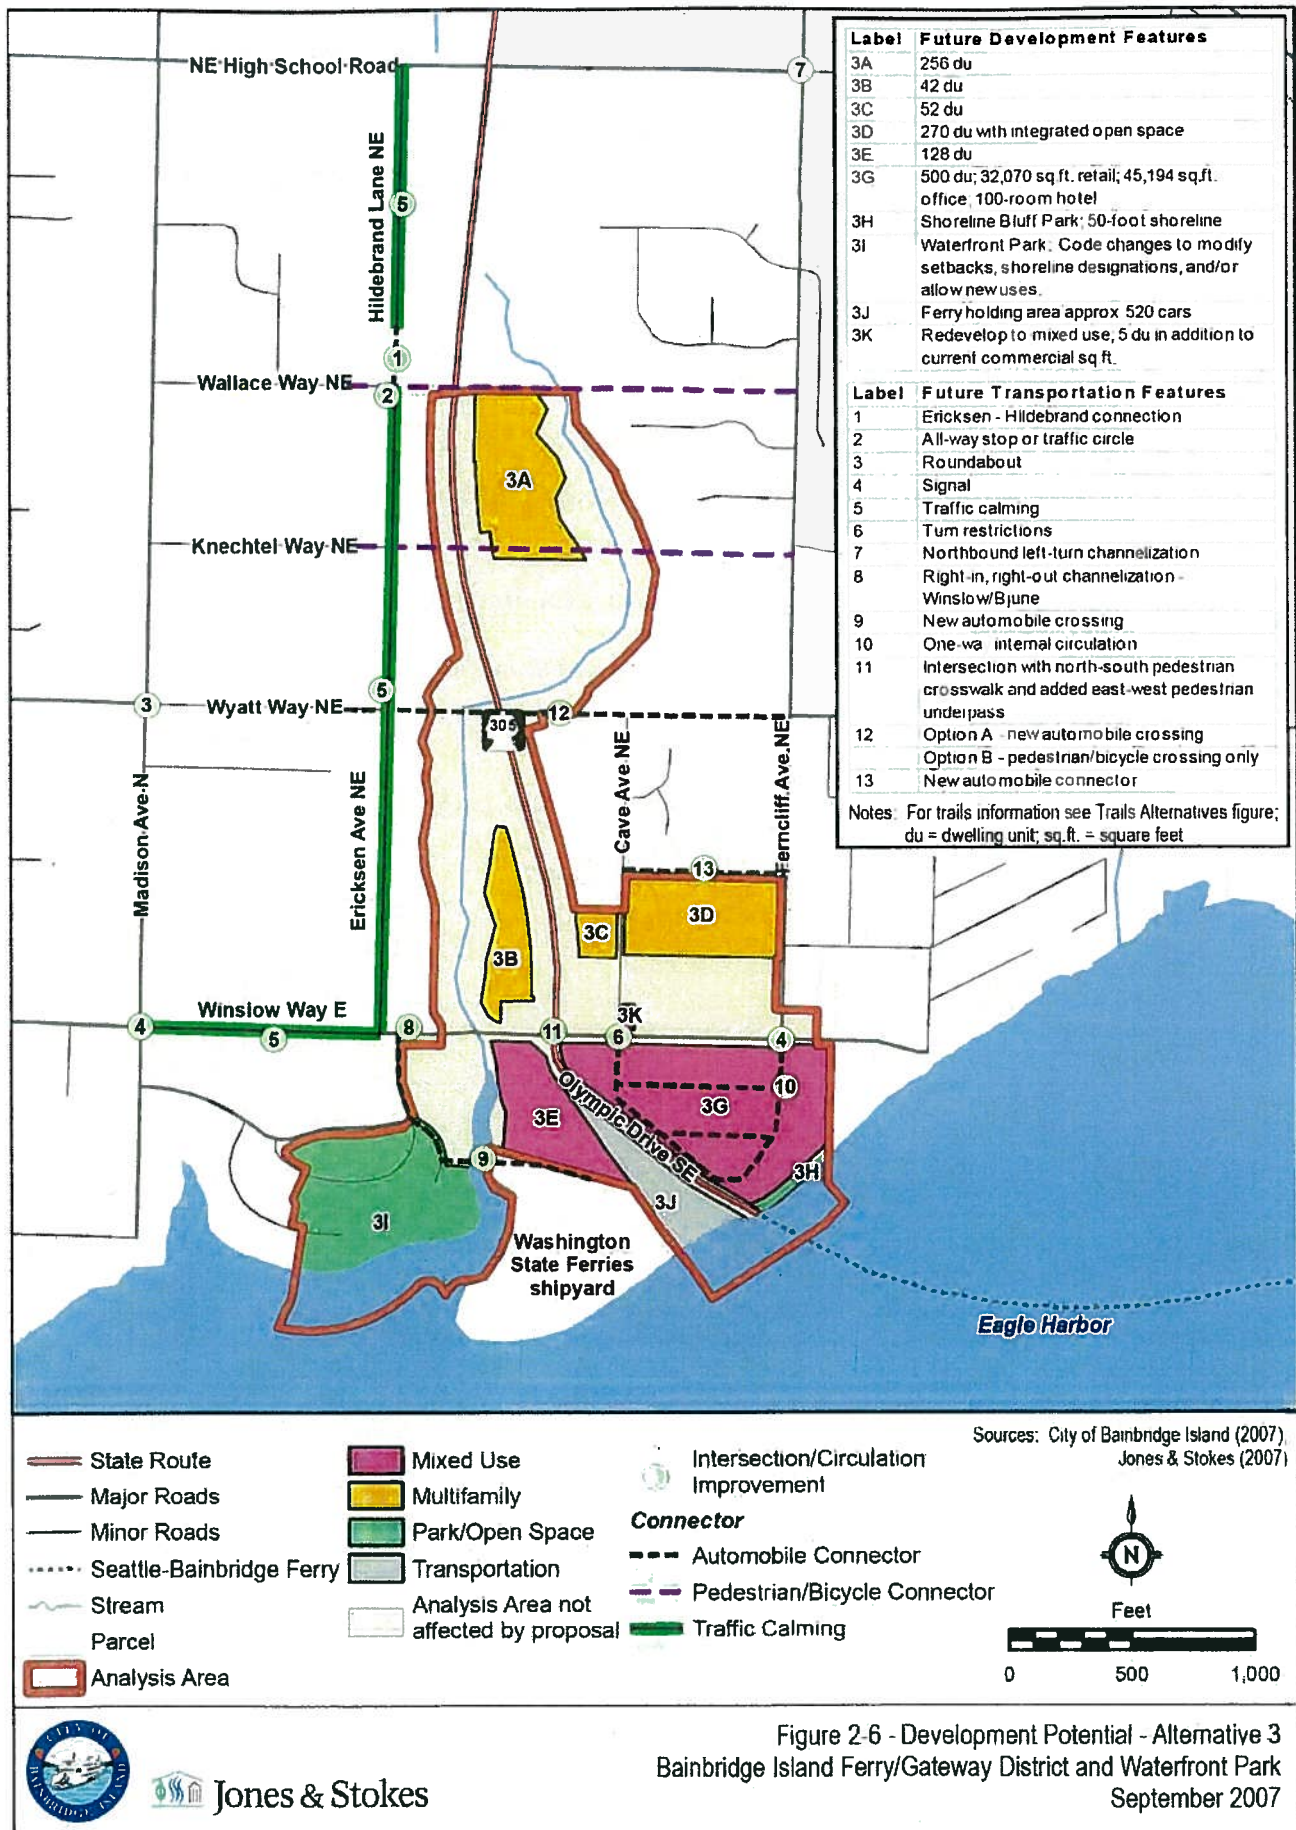 NE High School Road
7
Hildebrand Lane NE
5
1
Wallace Way NE
2
3A
Knechtel Way NE
5
3
Wyatt Way NE
305
12
Cave Ave NE
Ferncliff Ave NE
Madison Ave N
Ericksen Ave NE
13
3D
3C
3B
Winslow Way E
3K
4
5
8
11
6
4
10
Olympic Drive SE
3G
3E
9
3H
3J
3I
Washington
State Ferries
shipyard
Eagle Harbor
Label Future Development Features
3A 256 du
3B 42 du
3C 52 du
3D 270 du with integrated open space
3E 128 du
3G 500 du; 32,070 sq.ft. retail; 45,194 sq.ft.
office; 100-room hotel
3H Shoreline Bluff Park; 50-foot shoreline
3I Waterfront Park; Code changes to modify
setbacks, shoreline designations, and/or
allow new uses.
3J Ferry holding area approx 520 cars
3K Redevelop to mixed use; 5 du in addition to
current commercial sq ft.
Label Future Transportation Features
1 Ericksen - Hildebrand connection
2 All-way stop or traffic circle
3 Roundabout
4 Signal
5 Traffic calming
6 Turn restrictions
7 Northbound left-turn channelization
8 Right-in, right-out channelization -
Winslow/Bjune
9 New automobile crossing
10 One-wa internal circulation
11 Intersection with north-south pedestrian
crosswalk and added east-west pedestrian
underpass
12 Option A - new automobile crossing
Option B - pedestrian/bicycle crossing only
13 New automobile connector
Notes: For trails information see Trails Alternatives figure;
du = dwelling unit; sq.ft. = square feet
Sources: City of Bainbridge Island (2007),
Jones & Stokes (2007)
State Route
Major Roads
Minor Roads
Seattle-Bainbridge Ferry
Stream
Parcel
Analysis Area
Mixed Use
Multifamily
Park/Open Space
Transportation
Analysis Area not
affected by proposal
Intersection/Circulation
Improvement
Connector
Automobile Connector
Pedestrian/Bicycle Connector
Traffic Calming
N
Feet
0 500 1,000
CITY OF
BAINBRIDGE ISLAND
Jones & Stokes
Figure 2-6 - Development Potential - Alternative 3
Bainbridge Island Ferry/Gateway District and Waterfront Park
September 2007